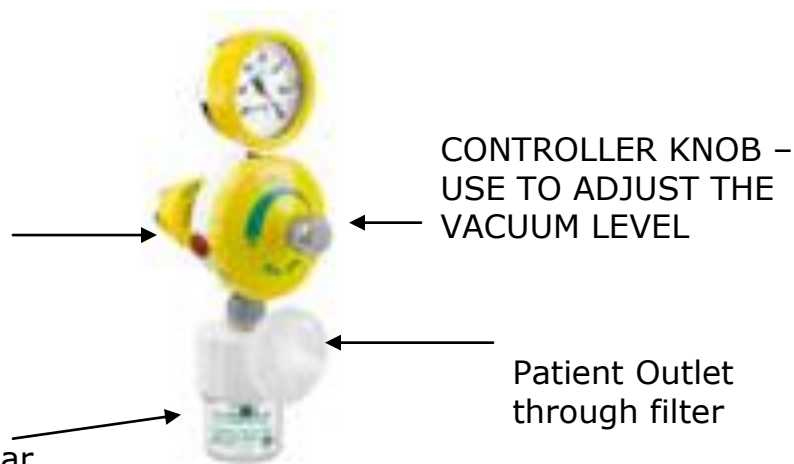 CONTROLLER KNOB –
USE TO ADJUST THE
VACUUM LEVEL
Patient Outlet
through filter